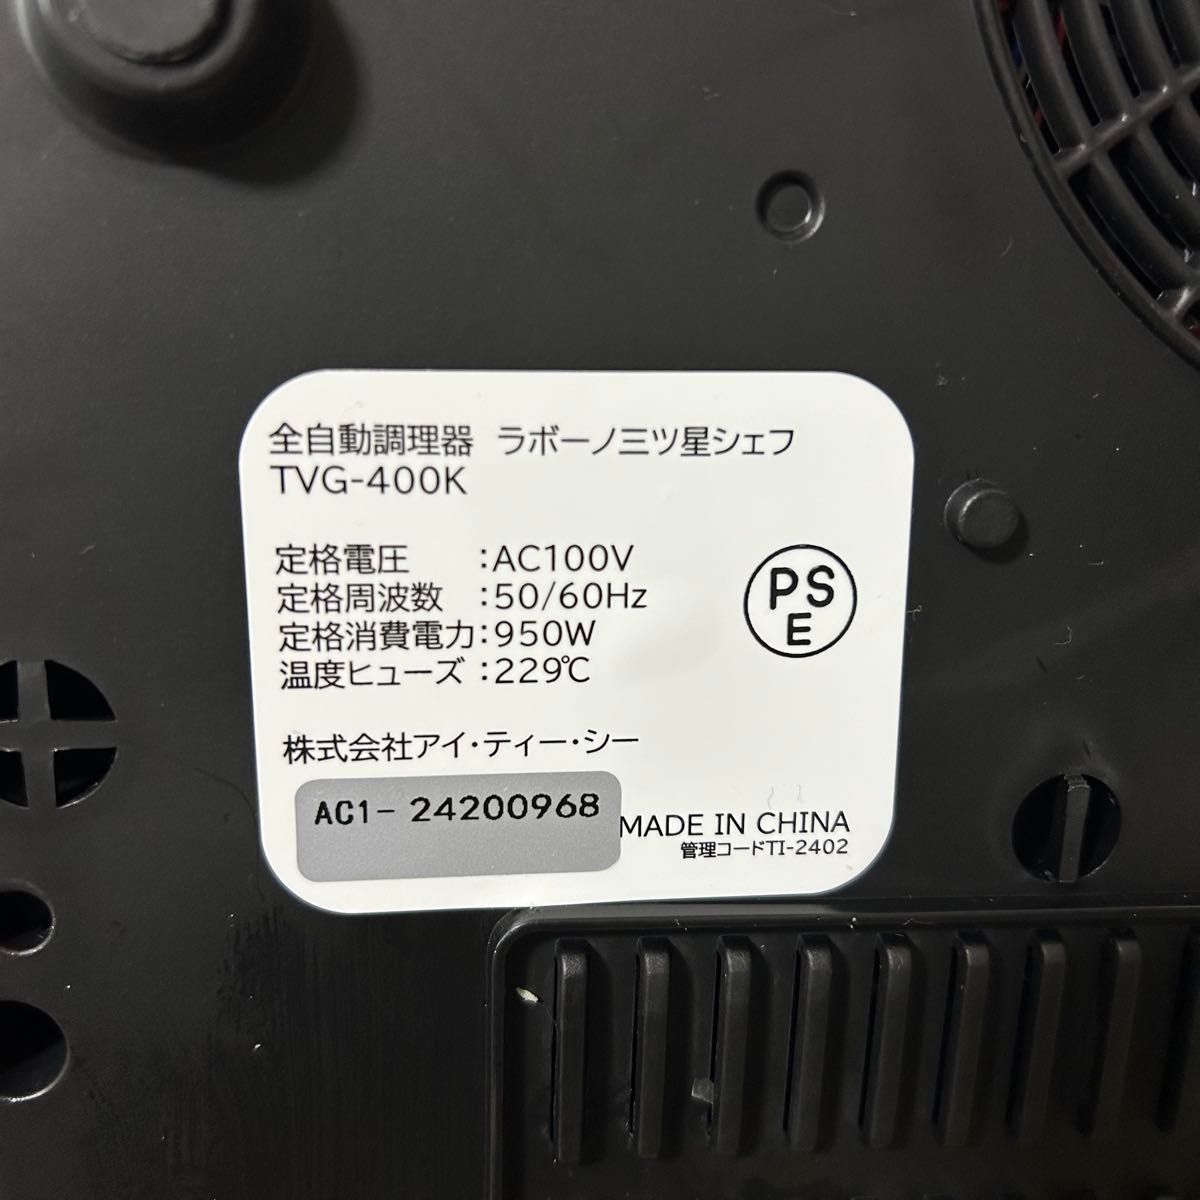 全自動調理器 ラボーノ三ツ星シェフ
TVG-400K
定格電圧 :AC100V
定格周波数 :50/60Hz
定格消費電力:950W
温度ヒューズ :229℃
PSE
株式会社アイ・ティー・シー
AC1- 24200968
MADE IN CHINA
管理コードTI-2402